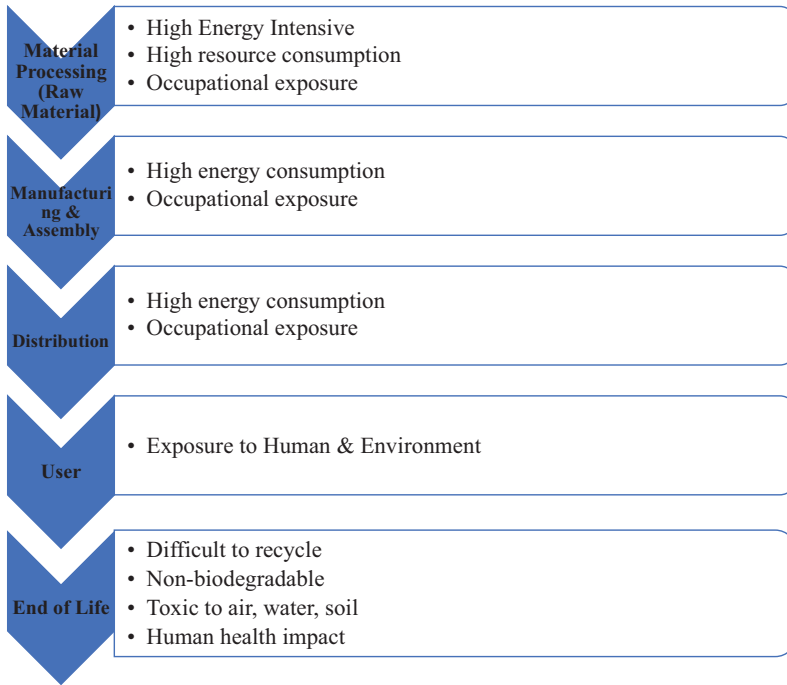 Material
Processing
(Raw
Material)
• High Energy Intensive
• High resource consumption
• Occupational exposure
Manufacturi
ng &
Assembly
• High energy consumption
• Occupational exposure
Distribution
• High energy consumption
• Occupational exposure
User
• Exposure to Human & Environment
End of Life
• Difficult to recycle
• Non-biodegradable
• Toxic to air, water, soil
• Human health impact